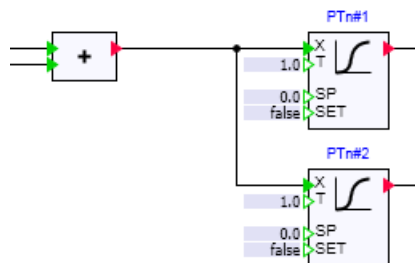 PTn#1
+
X
1.0 T
0.0 SP
false SET
PTn#2
X
1.0 T
0.0 SP
false SET